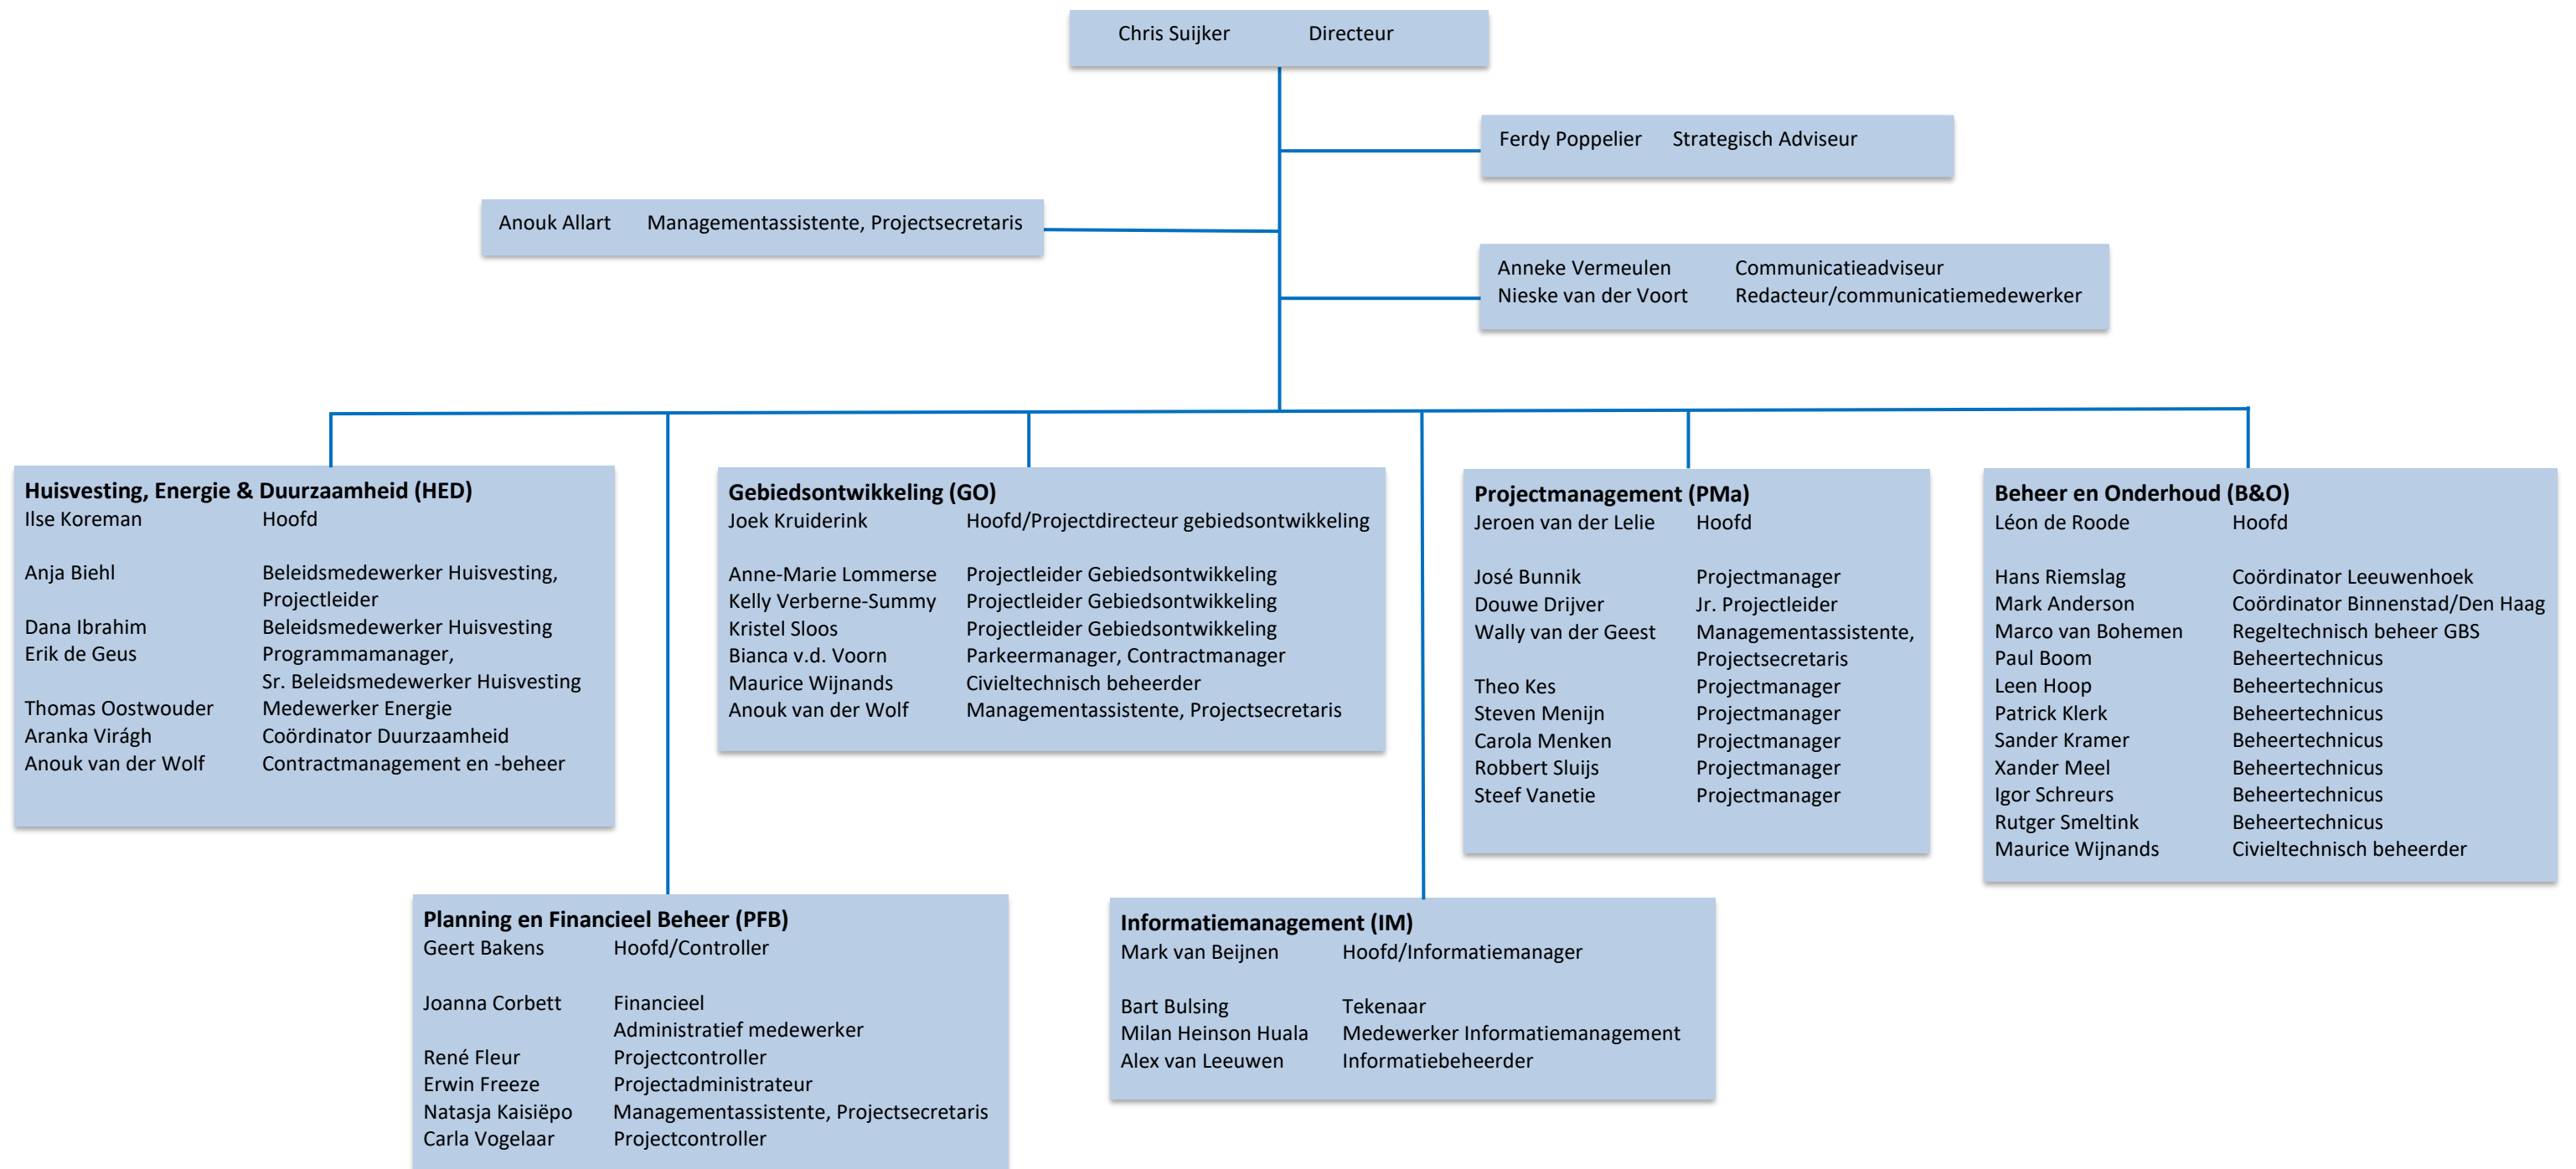 Chris Suijker Directeur
Ferdy Poppelier Strategisch Adviseur
Anouk Allart Managementassistente, Projectsecretaris
Anneke Vermeulen Communicatieadviseur
Nieske van der Voort Redacteur/communicatiemedewerker
Huisvesting, Energie & Duurzaamheid (HED)
Ilse Koreman Hoofd
Anja Biehl Beleidsmedewerker Huisvesting,
Projectleider
Dana Ibrahim Beleidsmedewerker Huisvesting
Erik de Geus Programmamanager,
Sr. Beleidsmedewerker Huisvesting
Thomas Oostwouder Medewerker Energie
Aranka Virágh Coördinator Duurzaamheid
Anouk van der Wolf Contractmanagement en -beheer
Gebiedsontwikkeling (GO)
Joek Kruiderink Hoofd/Projectdirecteur gebiedsontwikkeling
Anne-Marie Lommerse Projectleider Gebiedsontwikkeling
Kelly Verberne-Summy Projectleider Gebiedsontwikkeling
Kristel Sloos Projectleider Gebiedsontwikkeling
Bianca v.d. Voorn Parkeermanager, Contractmanager
Maurice Wijnands Civieltechnisch beheerder
Anouk van der Wolf Managementassistente, Projectsecretaris
Projectmanagement (PMa)
Jeroen van der Lelie Hoofd
José Bunnik Projectmanager
Douwe Drijver Jr. Projectleider
Wally van der Geest Managementassistente,
Projectsecretaris
Theo Kes Projectmanager
Steven Menijn Projectmanager
Carola Menken Projectmanager
Robbert Sluijs Projectmanager
Steef Vanetie Projectmanager
Beheer en Onderhoud (B&O)
Léon de Roode Hoofd
Hans Riemslag Coördinator Leeuwenhoek
Mark Anderson Coördinator Binnenstad/Den Haag
Marco van Bohemen Regeltechnisch beheer GBS
Paul Boom Beheertechnicus
Leen Hoop Beheertechnicus
Patrick Klerk Beheertechnicus
Sander Kramer Beheertechnicus
Xander Meel Beheertechnicus
Igor Schreurs Beheertechnicus
Rutger Smeltink Beheertechnicus
Maurice Wijnands Civieltechnisch beheerder
Planning en Financieel Beheer (PFB)
Geert Bakens Hoofd/Controller
Joanna Corbett Financieel
Administratief medewerker
René Fleur Projectcontroller
Erwin Freeze Projectadministrateur
Natasja Kaisiëpo Managementassistente, Projectsecretaris
Carla Vogelaar Projectcontroller
Informatiemanagement (IM)
Mark van Beijnen Hoofd/Informatiemanager
Bart Bulsing Tekenaar
Milan Heinson Huala Medewerker Informatiemanagement
Alex van Leeuwen Informatiebeheerder